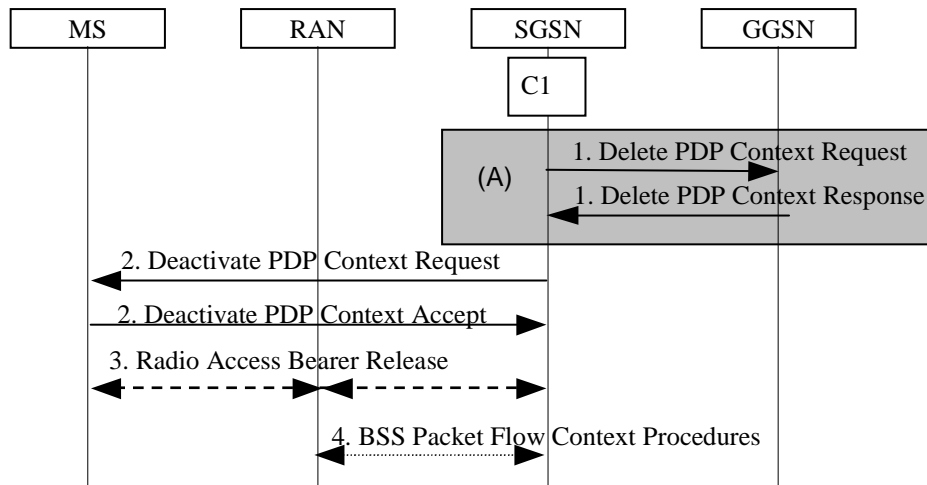 MS
RAN
SGSN
GGSN
C1
(A)
1. Delete PDP Context Request
1. Delete PDP Context Response
2. Deactivate PDP Context Request
2. Deactivate PDP Context Accept
3. Radio Access Bearer Release
4. BSS Packet Flow Context Procedures